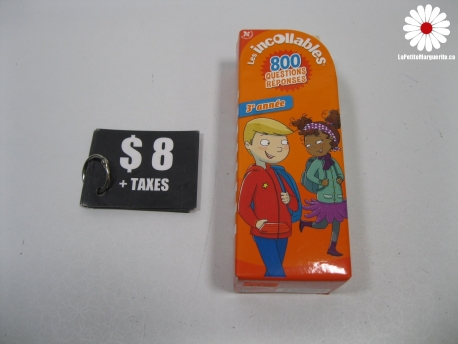 LaPetiteMarguerite.ca
Les incollables
800
QUESTIONS
RÉPONSES
3e année
$ 8
+ TAXES